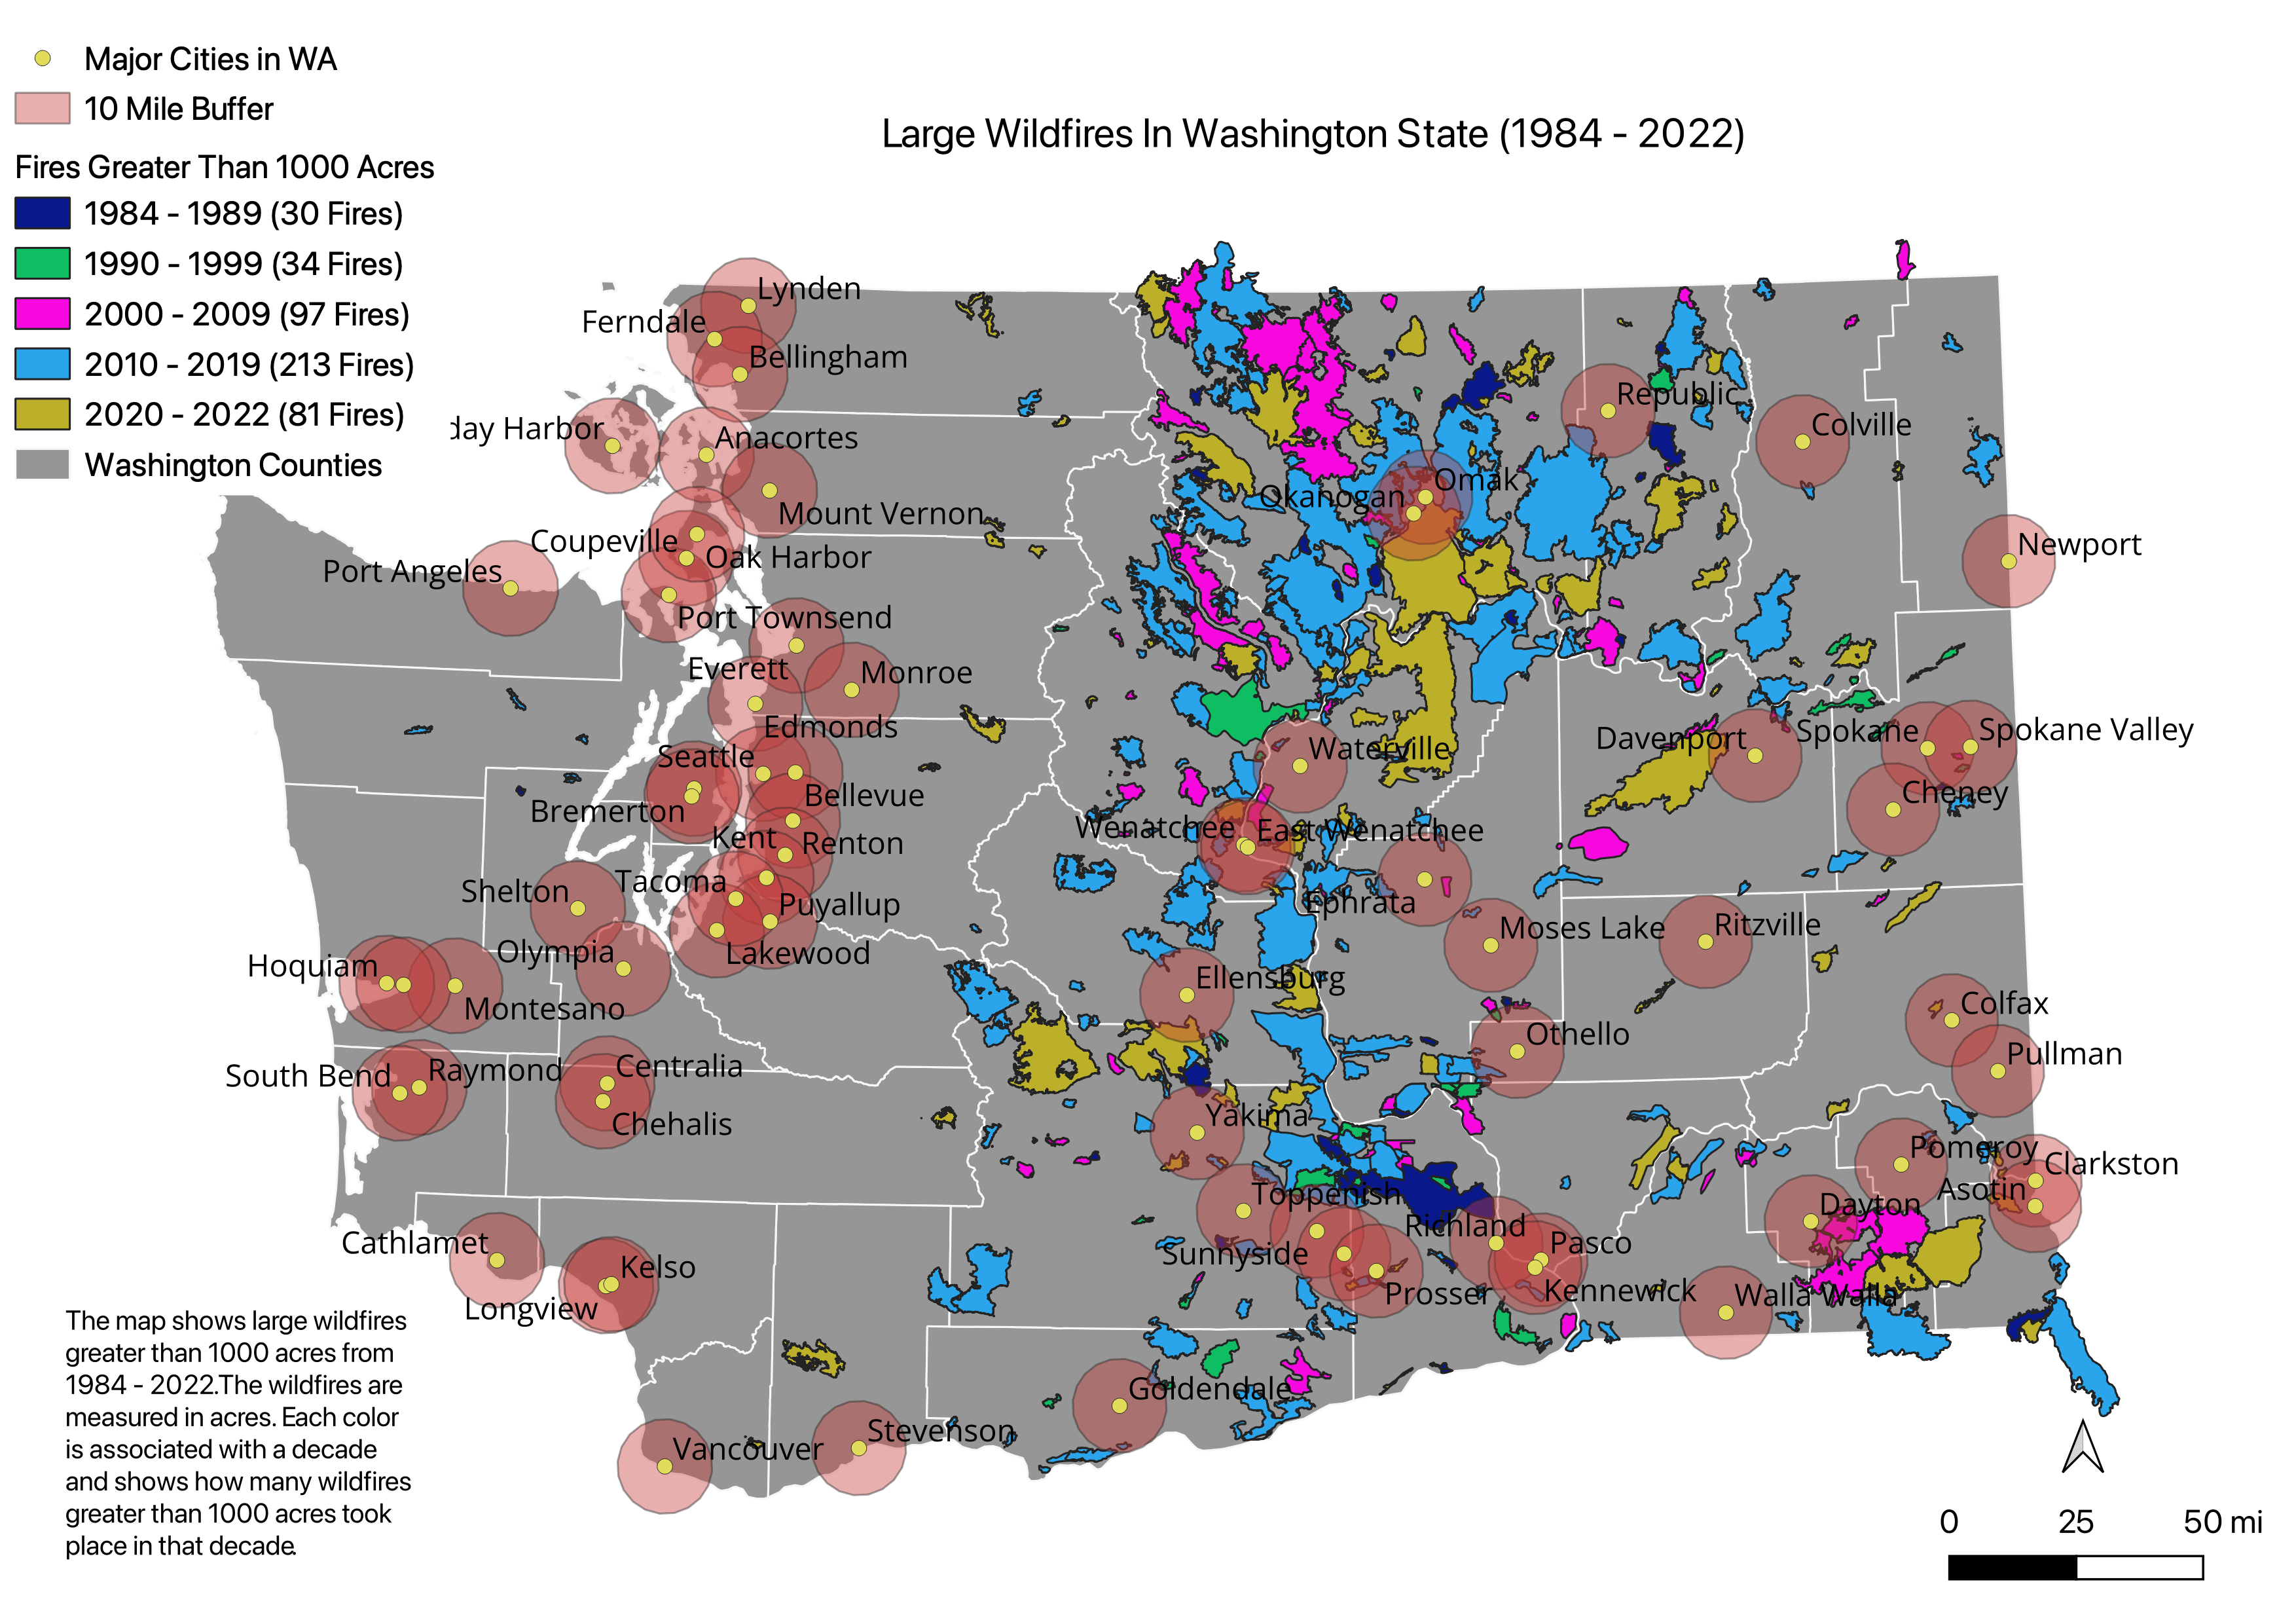 Major Cities in WA
10 Mile Buffer
Large Wildfires In Washington State (1984 - 2022)
Fires Greater Than 1000 Acres
1984 - 1989 (30 Fires)
1990 - 1999 (34 Fires)
2000 - 2009 (97 Fires)
2010 - 2019 (213 Fires)
2020 - 2022 (81 Fires)
Washington Counties
Lynden
Ferndale
Bellingham
day Harbor
Anacortes
Mount Vernon
Coupeville
Oak Harbor
Port Angeles
Port Townsend
Everett
Monroe
Edmonds
Seattle
Bellevue
Bremerton
Kent
Renton
Tacoma
Shelton
Puyallup
Lakewood
Olympia
Hoquiam
Montesano
South Bend
Raymond
Centralia
Chehalis
Cathlamet
Kelso
Longview
Vancouver
Stevenson
Republic
Colville
Omak
Okanogan
Newport
Waterville
Davenport
Spokane
Spokane Valley
Cheney
Wenatchee
East Wenatchee
Ephrata
Moses Lake
Ritzville
Ellensburg
Othello
Colfax
Pullman
Yakima
Pomeroy
Clarkston
Asotin
Toppenish
Dayton
Richland
Pasco
Sunnyside
Prosser
Kennewick
Walla Walla
Goldendale
The map shows large wildfires
greater than 1000 acres from
1984 - 2022.The wildfires are
measured in acres. Each color
is associated with a decade
and shows how many wildfires
greater than 1000 acres took
place in that decade.
0 25 50 mi